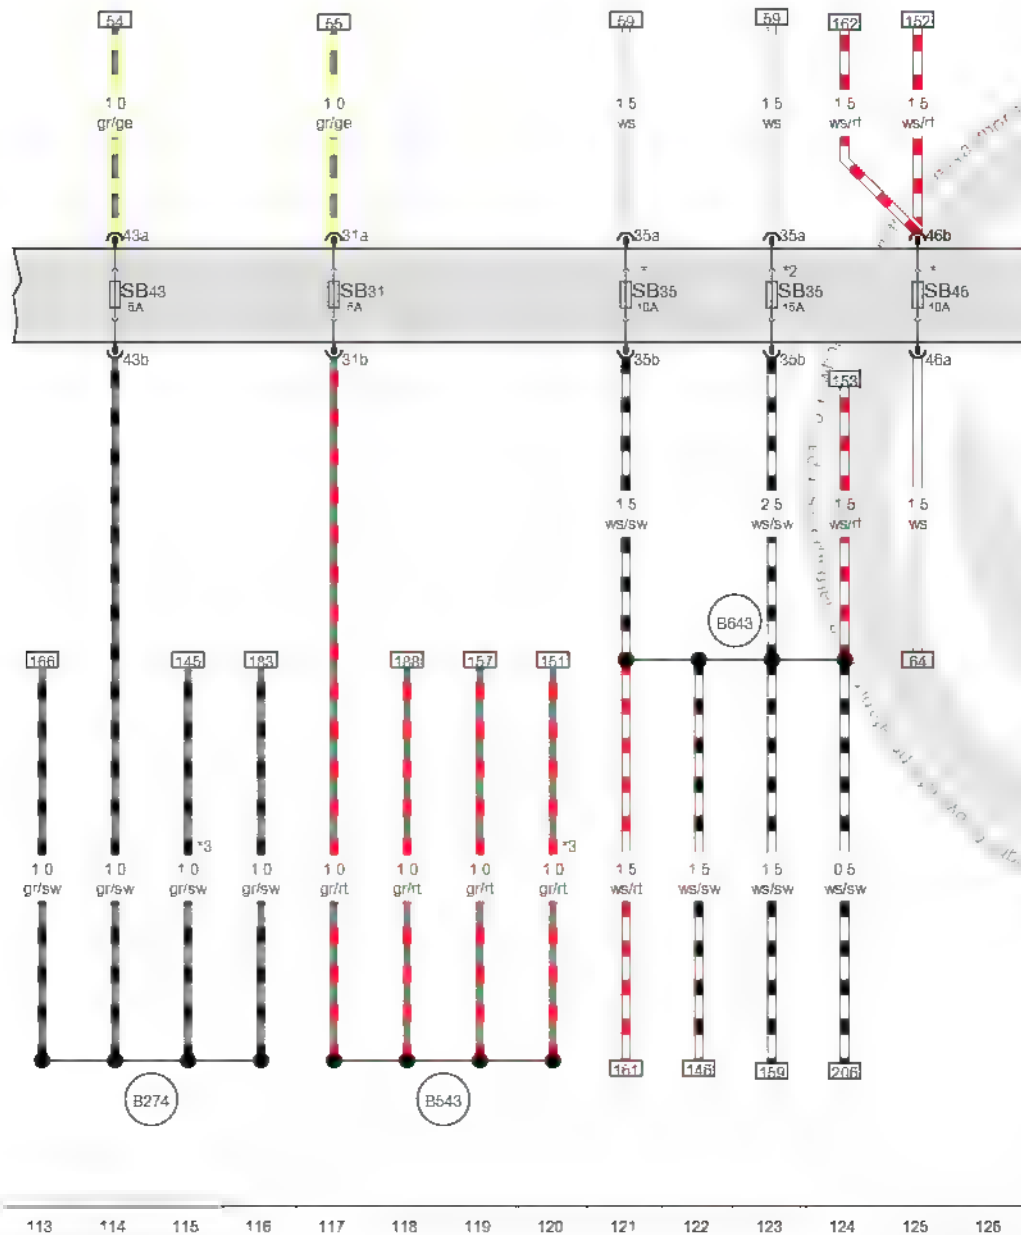 54 55 59 59 162 152
1.0 1.0 1.5 1.5 1.5 1.5
gr/ge gr/ge ws ws ws/rt ws/rt
43a 31a 35a 35a 46b
* *2 *
SB43 SB31 SB35 SB35 SB46
5A 5A 10A 15A 10A
43b 31b 35b 35b 46a
153
1.5 2.5 1.5 1.5
ws/sw ws/sw ws/rt ws
B643
166 145 183 188 157 151 64
*3 *3
1.0 1.0 1.0 1.0 1.0 1.0 1.0 1.0 1.5 1.5 1.5 0.5
gr/sw gr/sw gr/sw gr/sw gr/rt gr/rt gr/rt gr/rt ws/rt ws/sw ws/sw ws/sw
161 146 159 206
B274 B543
113 114 115 116 117 118 119 120 121 122 123 124 125 126